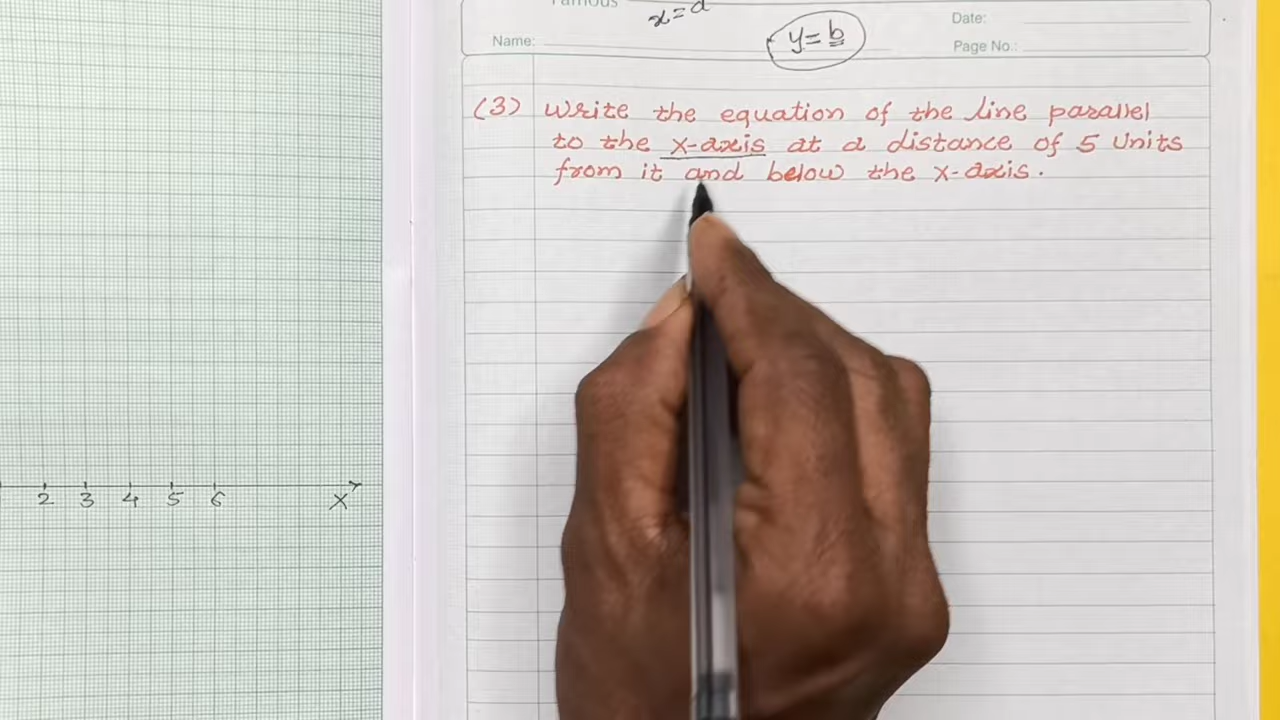 Famous
x=a
y=b
Date:
Name:
Page No.:
(3) Write the equation of the line parallel
to the x-axis at a distance of 5 units
from it and below the x-axis.
2 3 4 5 6 X